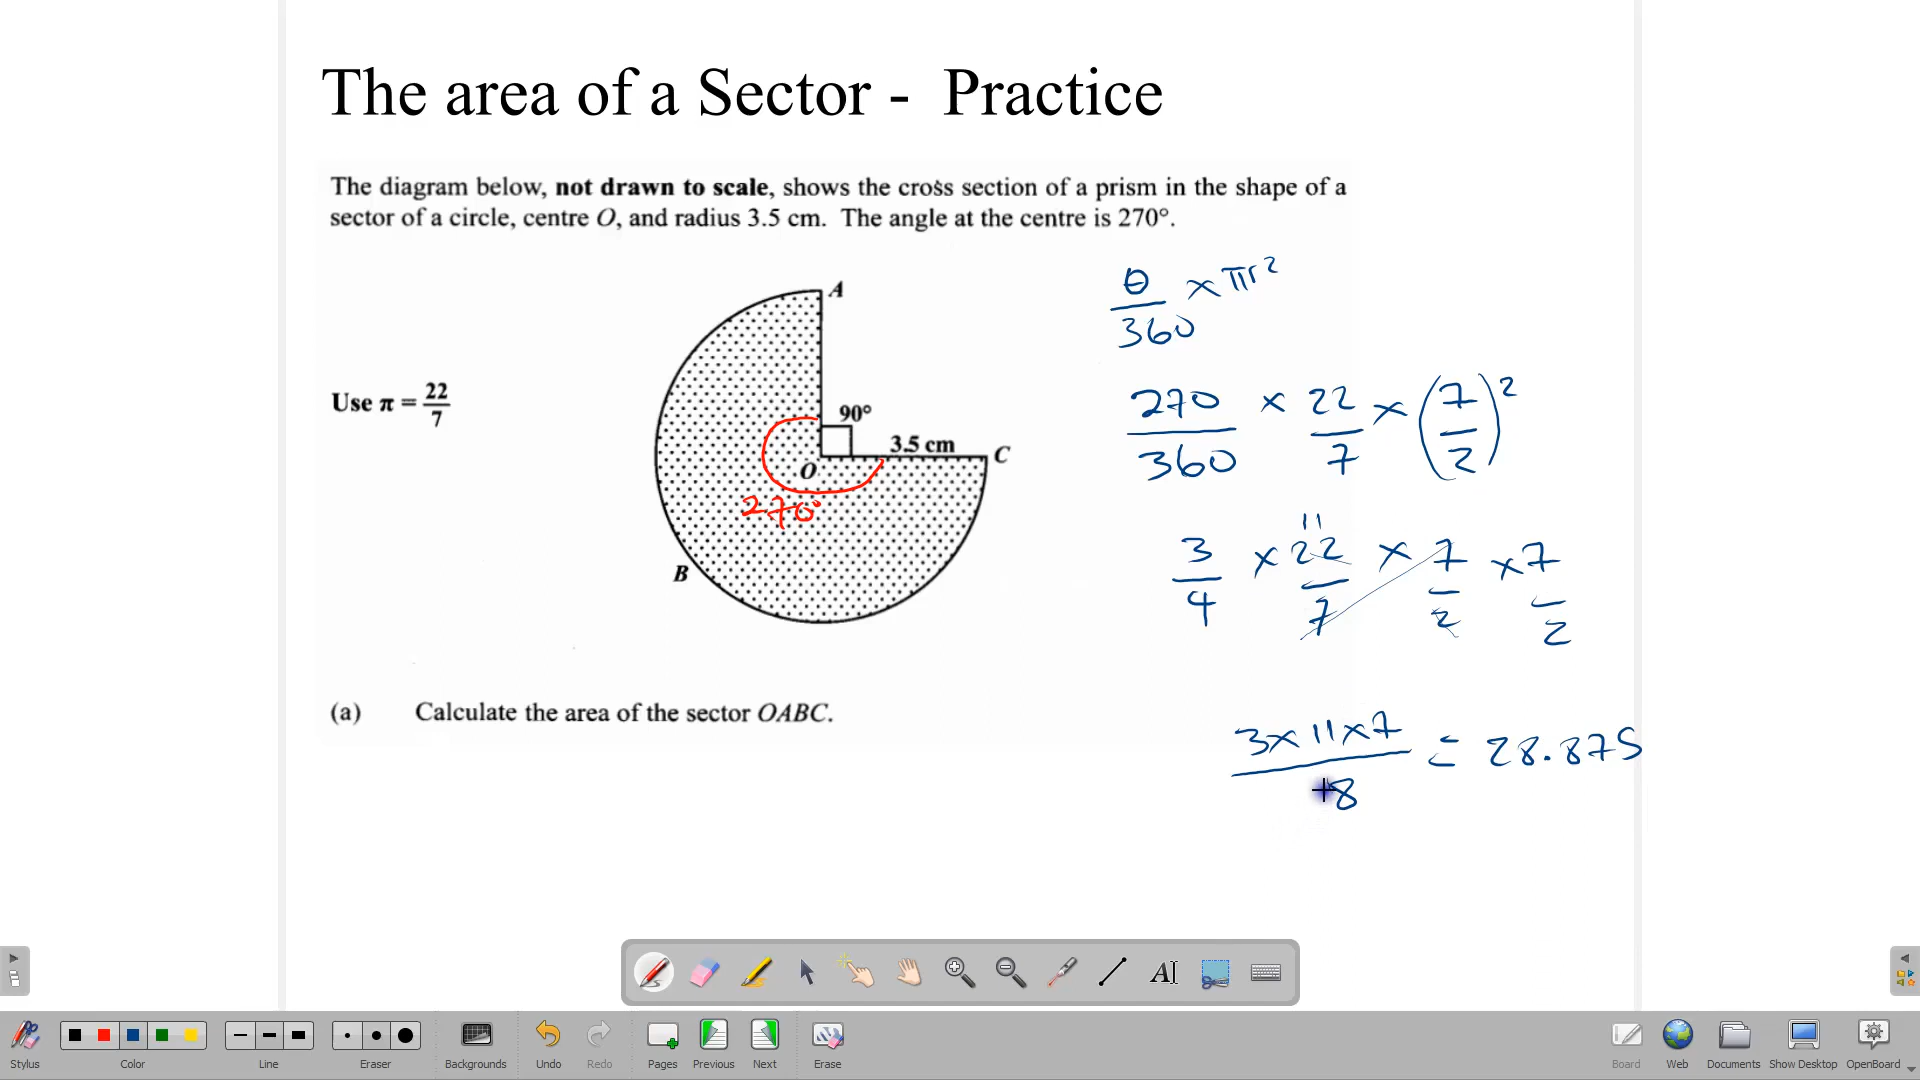 The area of a Sector - Practice
The diagram below, not drawn to scale, shows the cross section of a prism in the shape of a
sector of a circle, centre O, and radius 3.5 cm. The angle at the centre is 270°.
θ/360 × πr²
A
270/360 × 22/7 × (7/2)²
Use π = 22/7
90°
3.5 cm
C
O
270°
11
3/4 × 22/7 × 7/2 × 7/2
B
(a) Calculate the area of the sector OABC.
3×11×7/8 = 28.875
AI
Stylus
Color
Line
Eraser
Backgrounds
Undo
Redo
Pages
Previous
Next
Erase
Board
Web
Documents
Show Desktop
OpenBoard